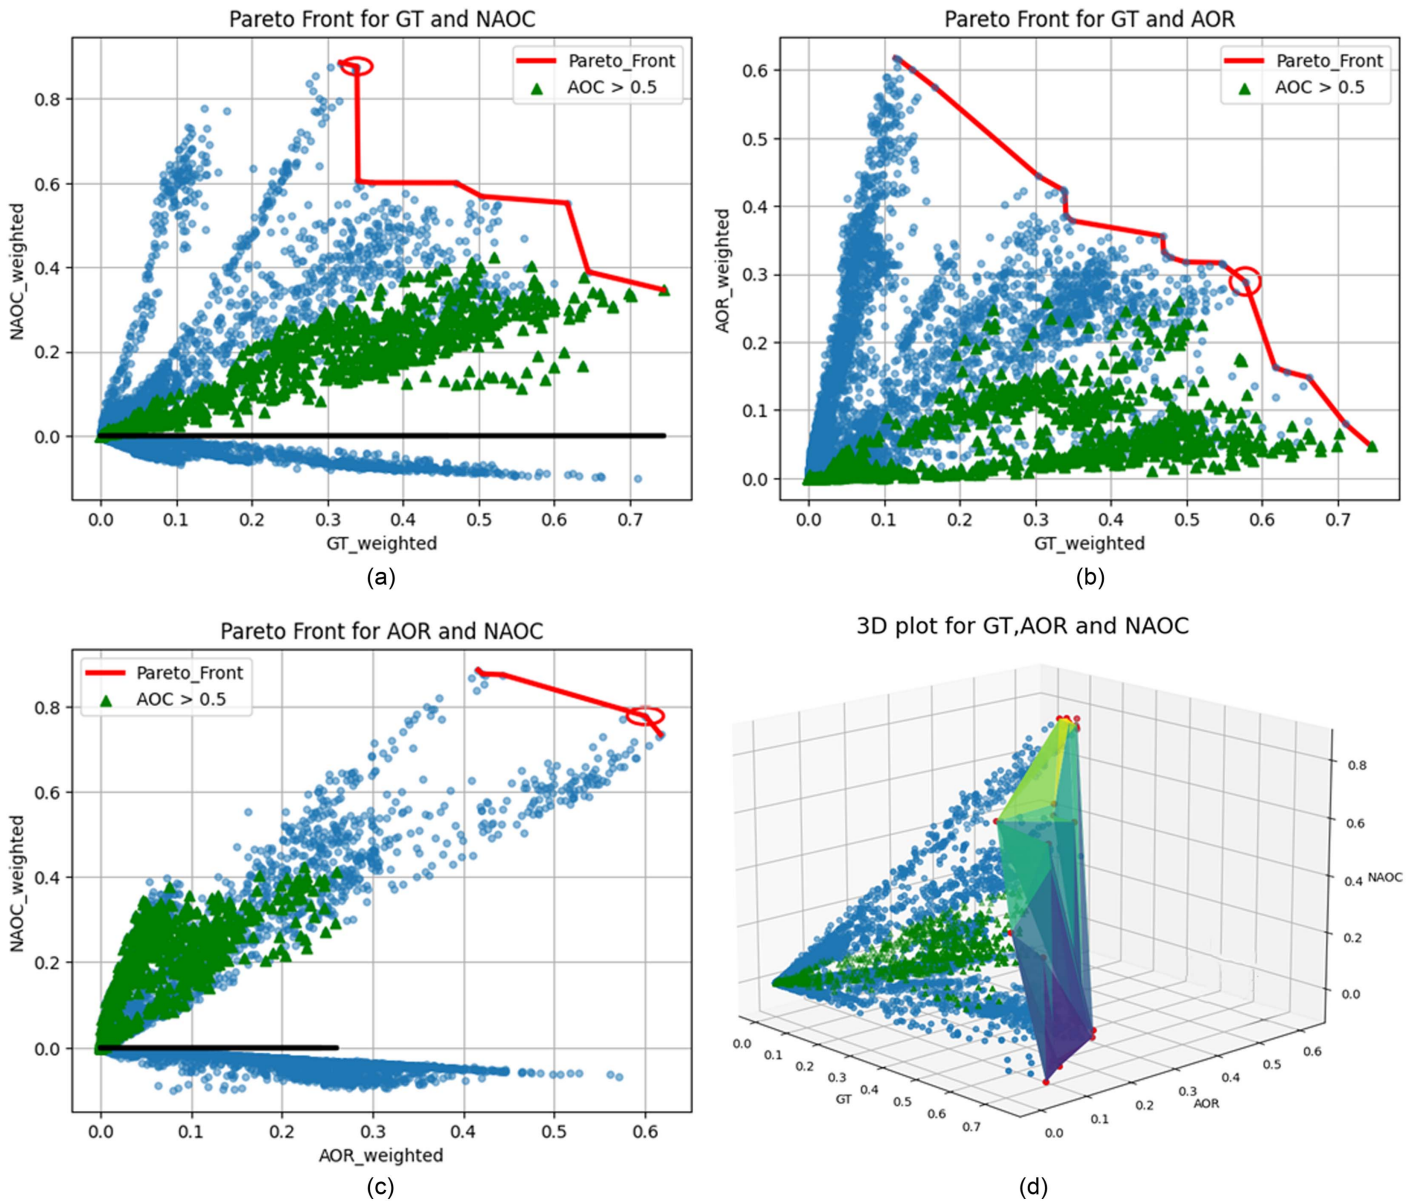 Pareto Front for GT and NAOC
Pareto_Front
AOC > 0.5
NAOC_weighted
0.8
0.6
0.4
0.2
0.0
0.0 0.1 0.2 0.3 0.4 0.5 0.6 0.7
GT_weighted
(a)
Pareto Front for GT and AOR
Pareto_Front
AOC > 0.5
AOR_weighted
0.6
0.5
0.4
0.3
0.2
0.1
0.0
0.0 0.1 0.2 0.3 0.4 0.5 0.6 0.7
GT_weighted
(b)
Pareto Front for AOR and NAOC
Pareto_Front
AOC > 0.5
NAOC_weighted
0.8
0.6
0.4
0.2
0.0
0.0 0.1 0.2 0.3 0.4 0.5 0.6
AOR_weighted
(c)
3D plot for GT,AOR and NAOC
0.8
0.6
0.4
NAOC
0.2
0.0
0.0 0.1 0.2 0.3 0.4 0.5 0.6 0.7
GT
0.0 0.1 0.2 0.3 0.4 0.5 0.6
AOR
(d)